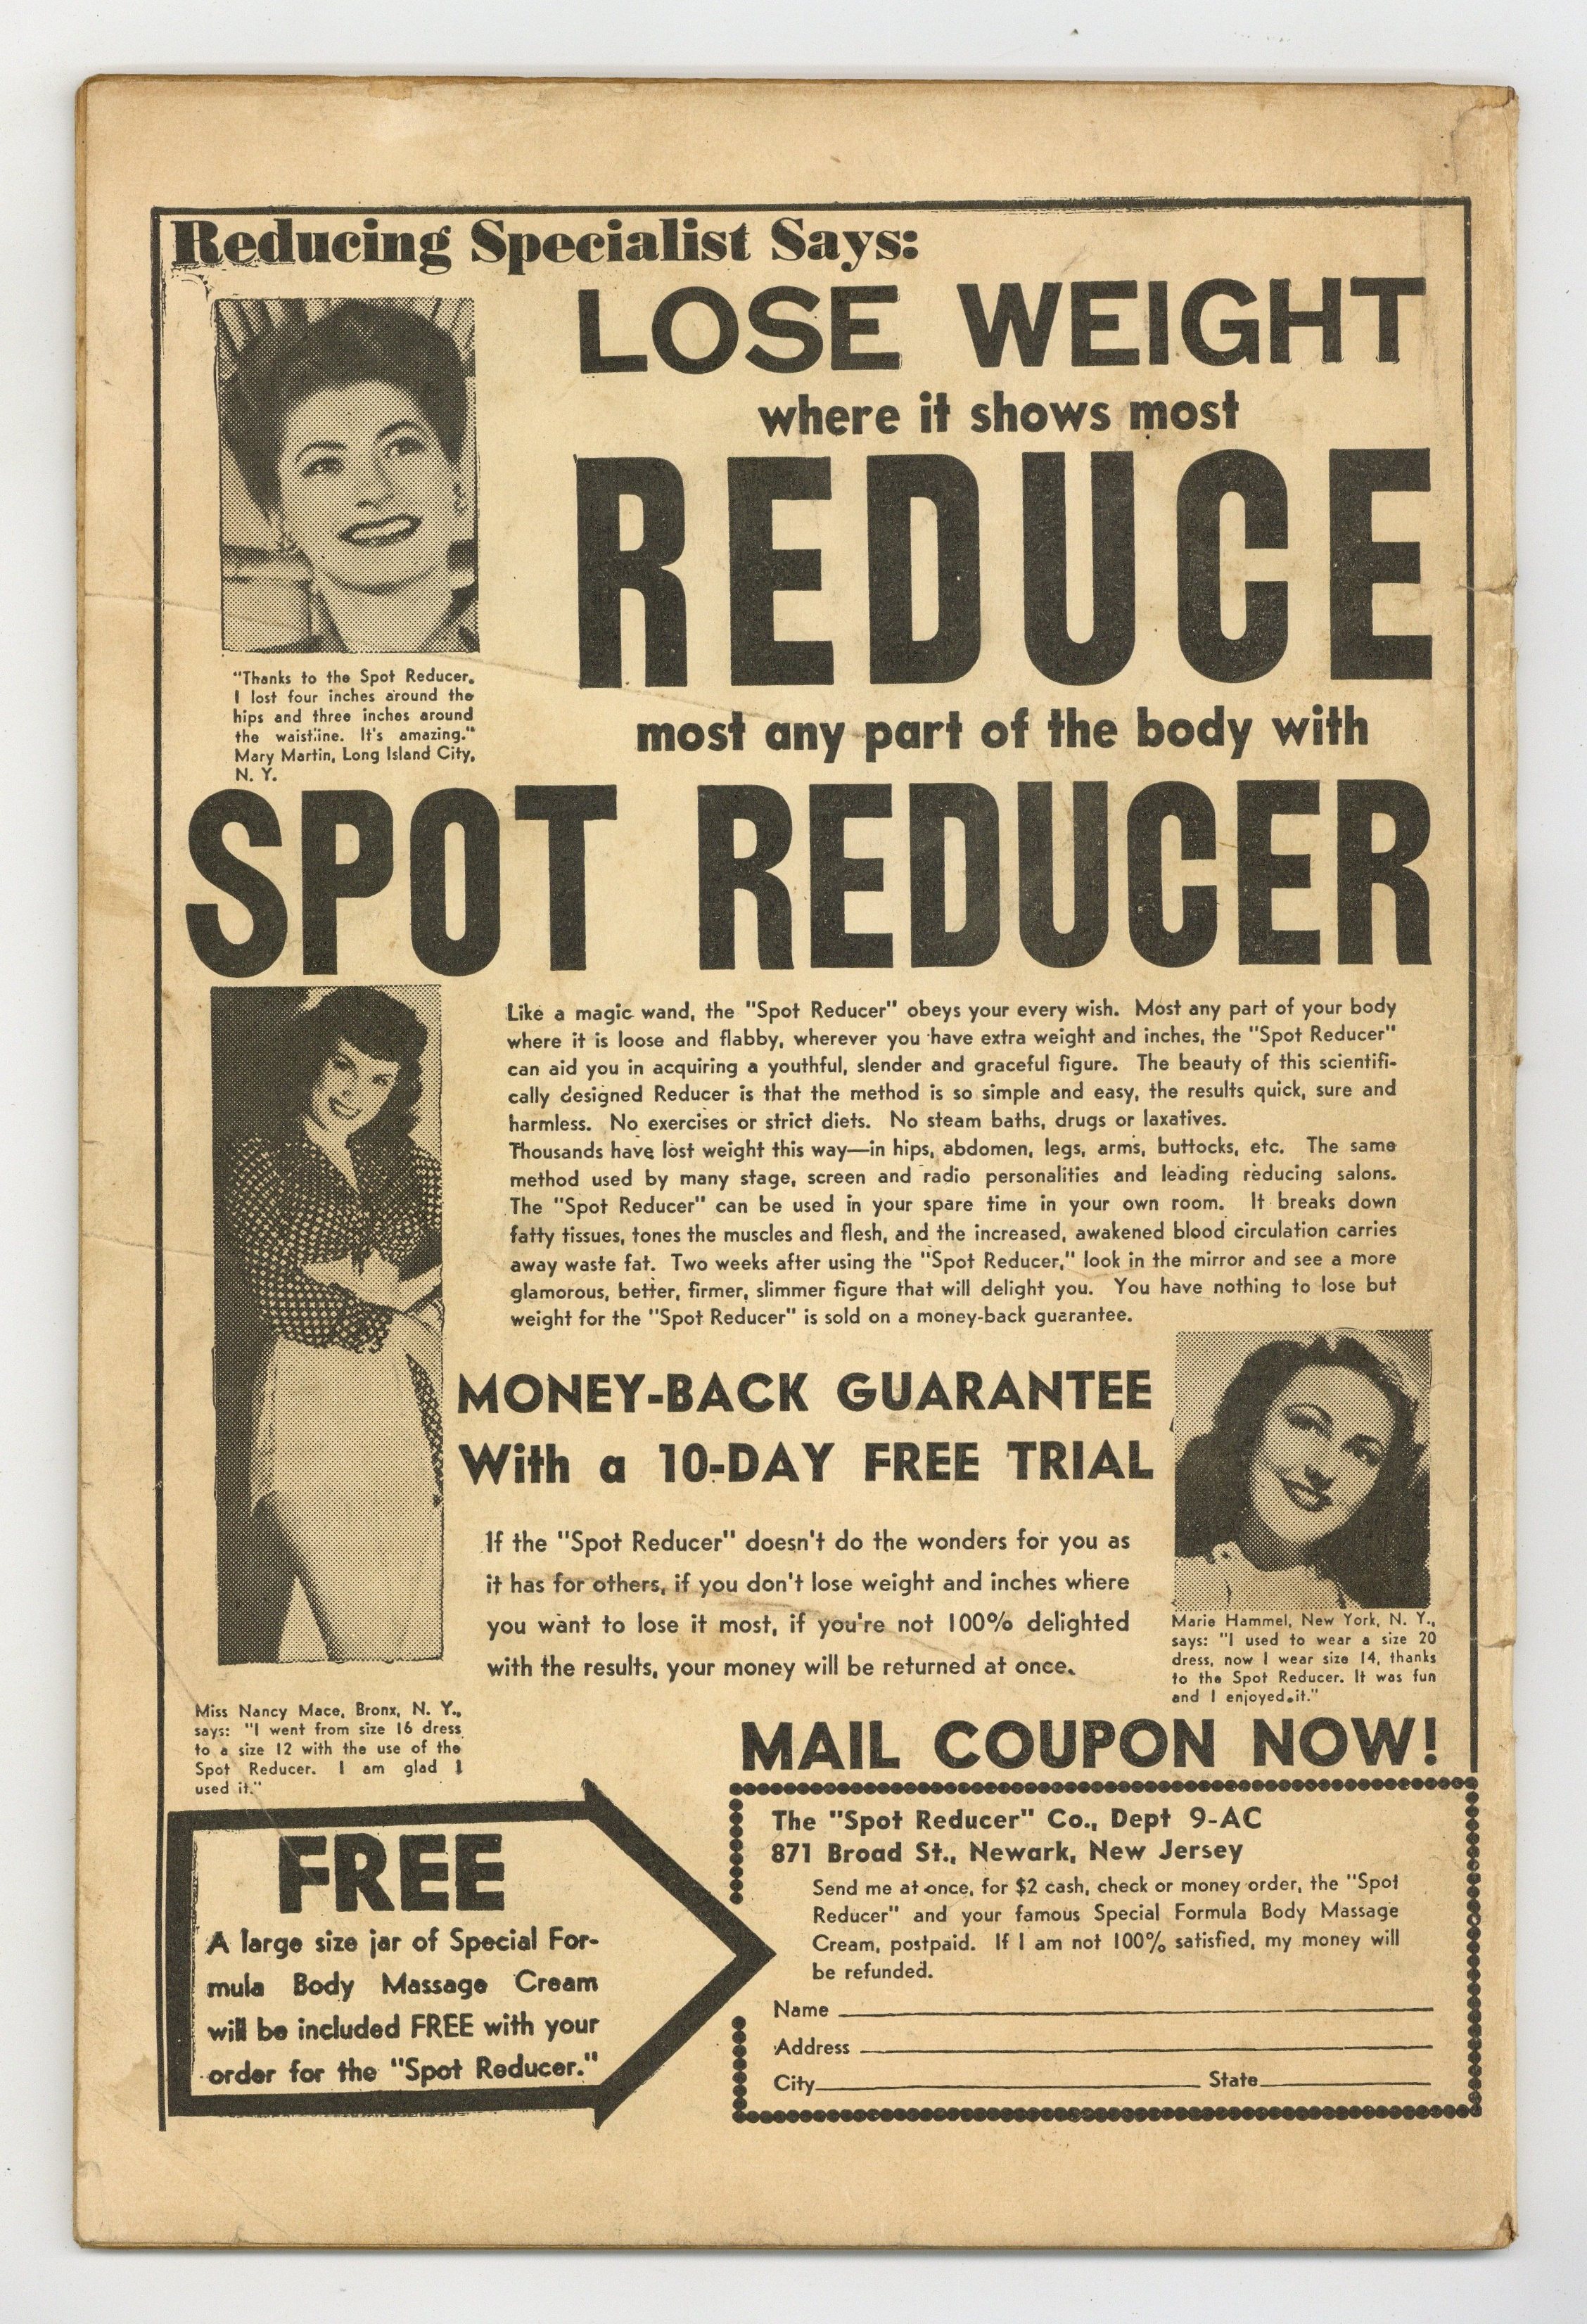 Reducing Specialist Says:
LOSE WEIGHT
where it shows most
REDUCE
most any part of the body with
"Thanks to the Spot Reducer.
I lost four inches around the
hips and three inches around
the waistline. It's amazing."
Mary Martin, Long Island City,
N. Y.
SPOT REDUCER
Like a magic wand, the "Spot Reducer" obeys your every wish. Most any part of your body
where it is loose and flabby, wherever you have extra weight and inches, the "Spot Reducer"
can aid you in acquiring a youthful, slender and graceful figure. The beauty of this scientifi-
cally designed Reducer is that the method is so simple and easy, the results quick, sure and
harmless. No exercises or strict diets. No steam baths, drugs or laxatives.
Thousands have lost weight this way—in hips, abdomen, legs, arms, buttocks, etc. The same
method used by many stage, screen and radio personalities and leading reducing salons.
The "Spot Reducer" can be used in your spare time in your own room. It breaks down
fatty tissues, tones the muscles and flesh, and the increased, awakened blood circulation carries
away waste fat. Two weeks after using the "Spot Reducer," look in the mirror and see a more
glamorous, better, firmer, slimmer figure that will delight you. You have nothing to lose but
weight for the "Spot Reducer" is sold on a money-back guarantee.
MONEY-BACK GUARANTEE
With a 10-DAY FREE TRIAL
If the "Spot Reducer" doesn't do the wonders for you as
it has for others, if you don't lose weight and inches where
you want to lose it most, if you're not 100% delighted
with the results, your money will be returned at once.
Marie Hammel, New York, N. Y.,
says: "I used to wear a size 20
dress, now I wear size 14, thanks
to the Spot Reducer. It was fun
and I enjoyed it."
Miss Nancy Mace, Bronx, N. Y.,
says: "I went from size 16 dress
to a size 12 with the use of the
Spot Reducer. I am glad I
used it."
MAIL COUPON NOW!
FREE
A large size jar of Special For-
mula Body Massage Cream
will be included FREE with your
order for the "Spot Reducer."
The "Spot Reducer" Co., Dept 9-AC
871 Broad St., Newark, New Jersey
Send me at once, for $2 cash, check or money order, the "Spot
Reducer" and your famous Special Formula Body Massage
Cream, postpaid. If I am not 100% satisfied, my money will
be refunded.
Name
Address
City State